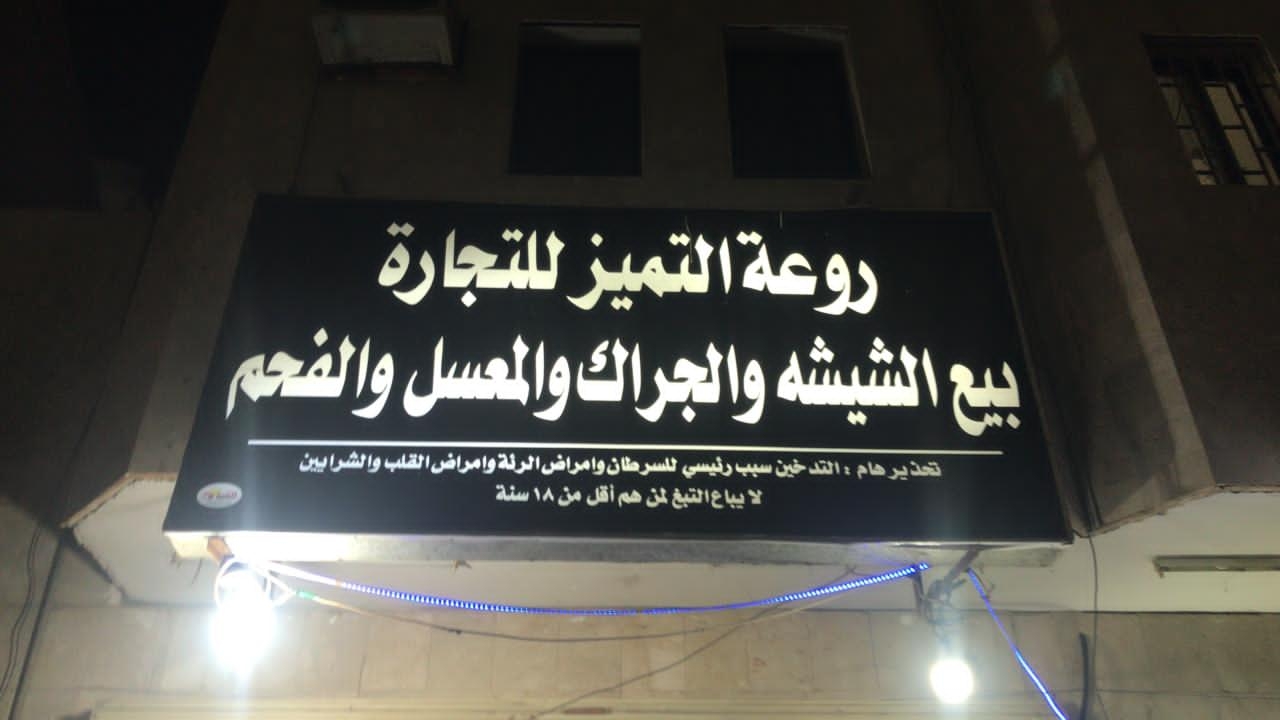 روعة التميز للتجارة
بيع الشيشه والجراك والمعسل والفحم
تحذير هام : التدخين سبب رئيسي للسرطان وامراض الرئة وامراض القلب والشرايين
لا يباع التبغ لمن هم أقل من ١٨ سنة